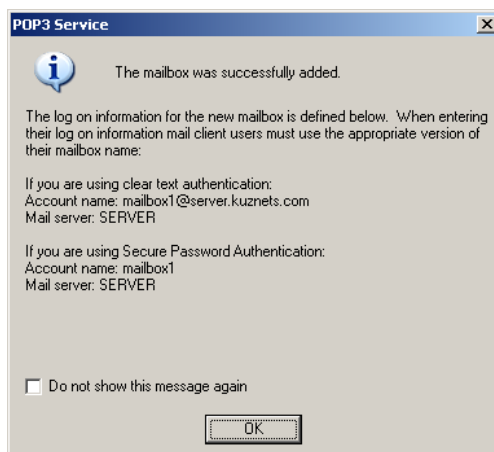 POP3 Service
The mailbox was successfully added.
The log on information for the new mailbox is defined below. When entering
their log on information mail client users must use the appropriate version of
their mailbox name:
If you are using clear text authentication:
Account name: mailbox1@server.kuznets.com
Mail server: SERVER
If you are using Secure Password Authentication:
Account name: mailbox1
Mail server: SERVER
Do not show this message again
OK